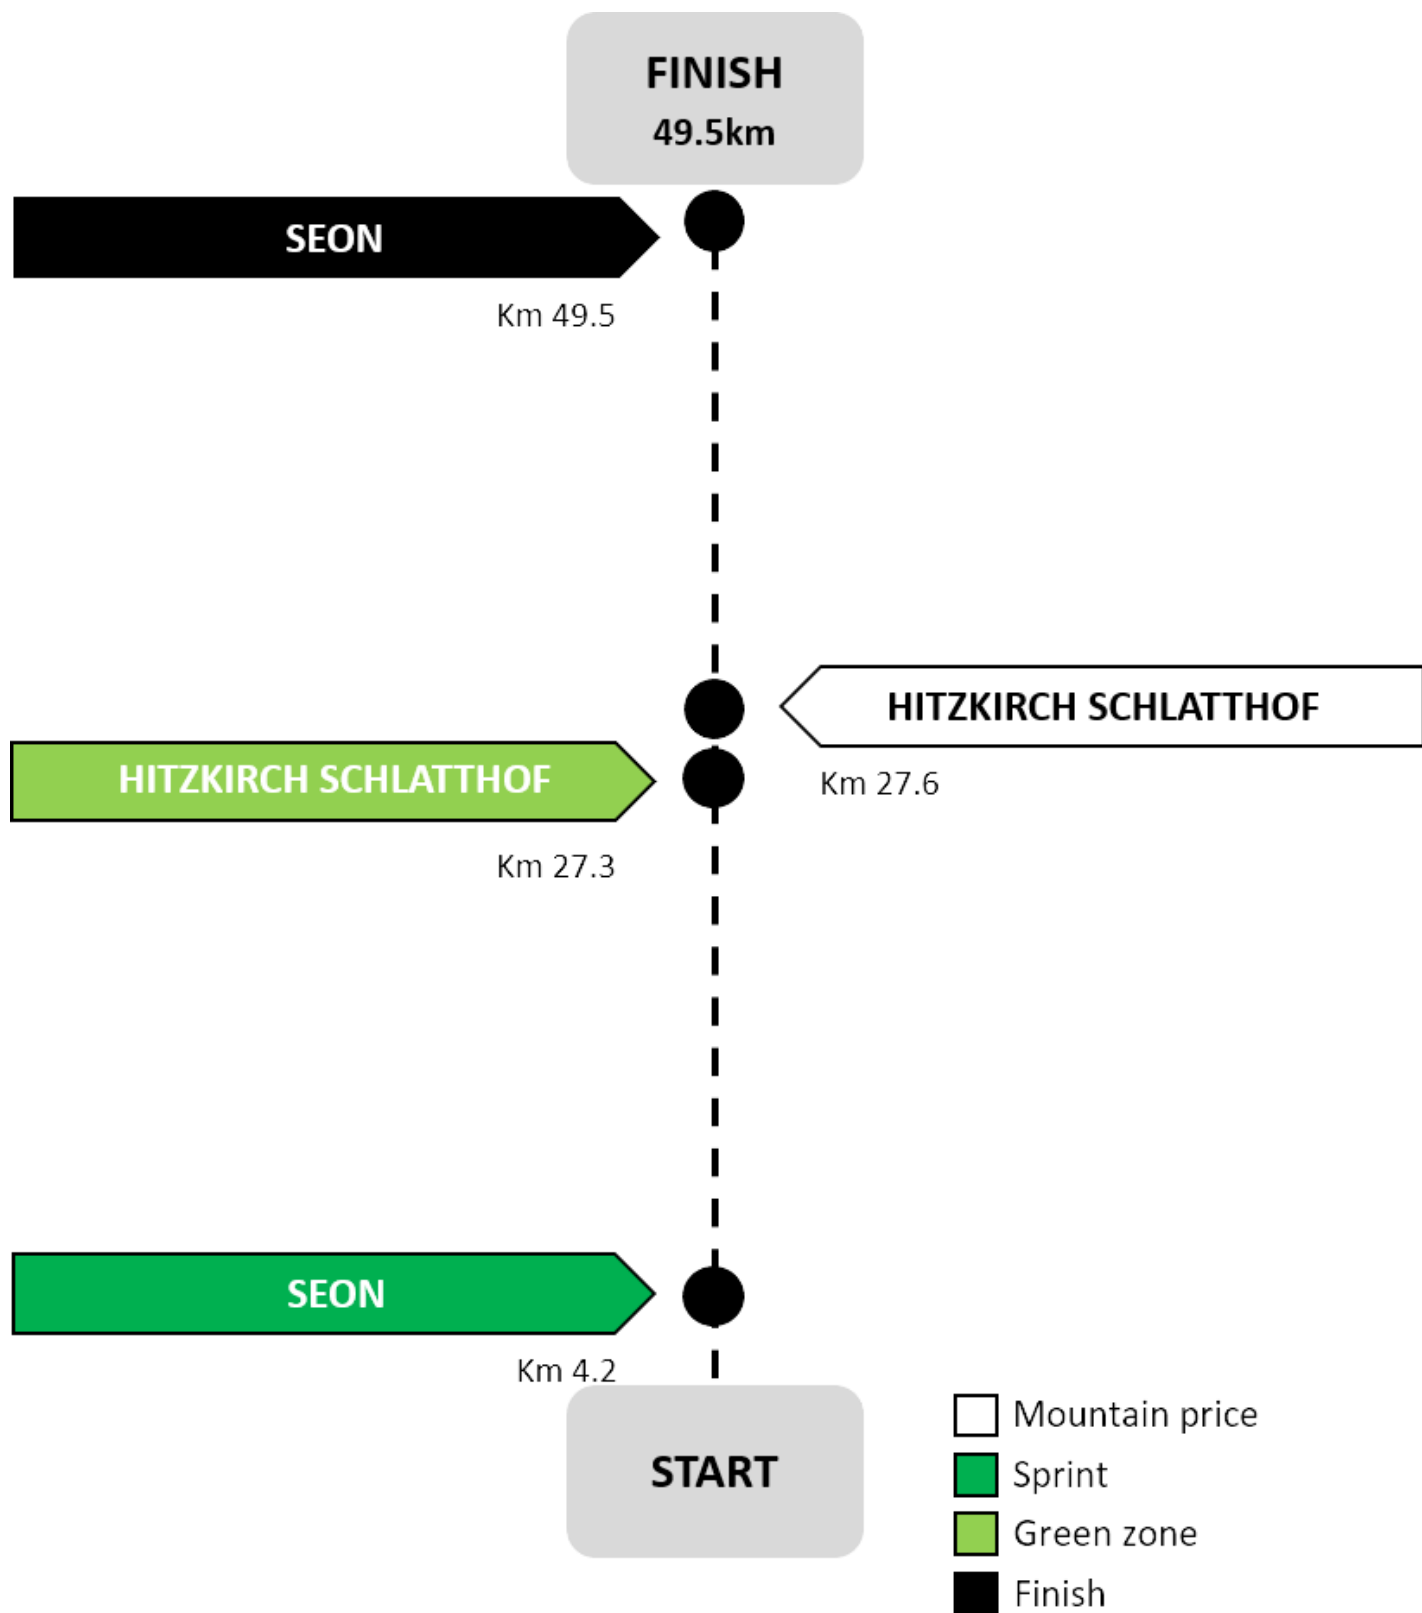 FINISH
49.5km
SEON
Km 49.5
HITZKIRCH SCHLATTHOF
Km 27.6
HITZKIRCH SCHLATTHOF
Km 27.3
SEON
Km 4.2
START
Mountain price
Sprint
Green zone
Finish